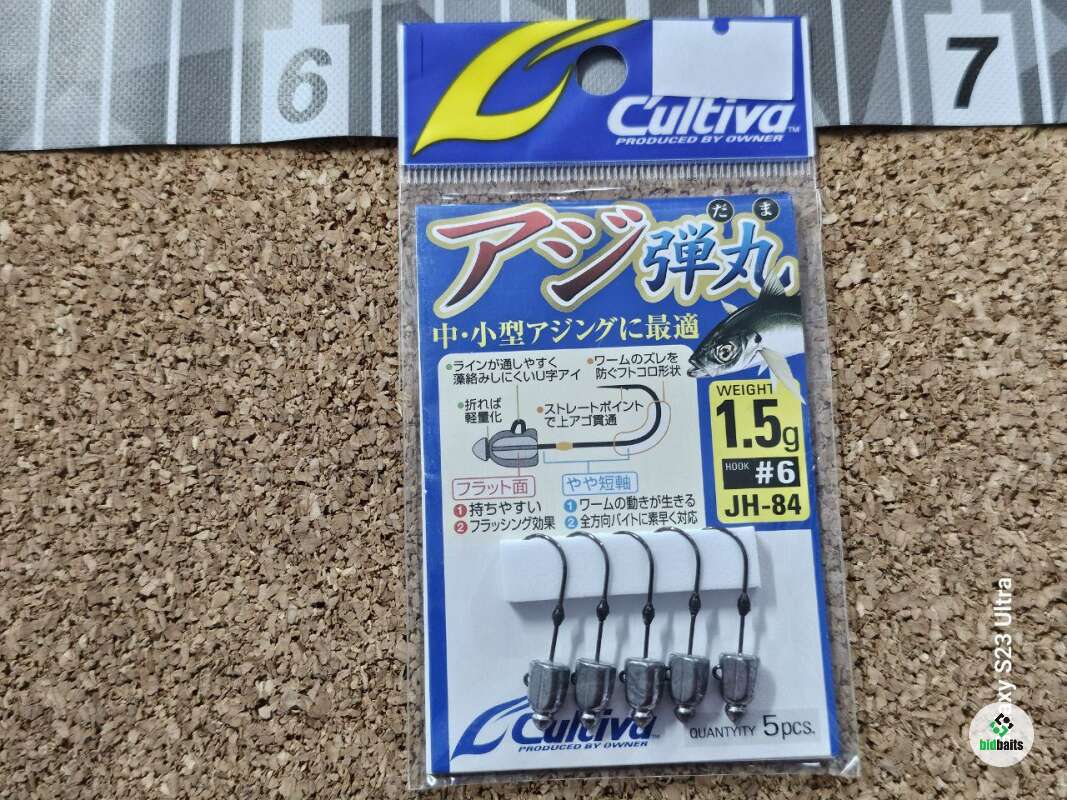 6
7
C'ultiva™
PRODUCED BY OWNER
だま
アジ弾丸
中・小型アジングに最適
ラインが通しやすく
藻絡みしにくいU字アイ
ワームのズレを
防ぐフトコロ形状
折れば
軽量化
ストレートポイント
で上アゴ貫通
WEIGHT
1.5g
HOOK #6
JH-84
フラット面
1 持ちやすい
2 フラッシング効果
やや短軸
1 ワームの動きが生きる
2 全方向バイトに素早く対応
C'ultiva
PRODUCED BY OWNER
QUANTYITY 5pcs.
axy S23 Ultra
bidbaits